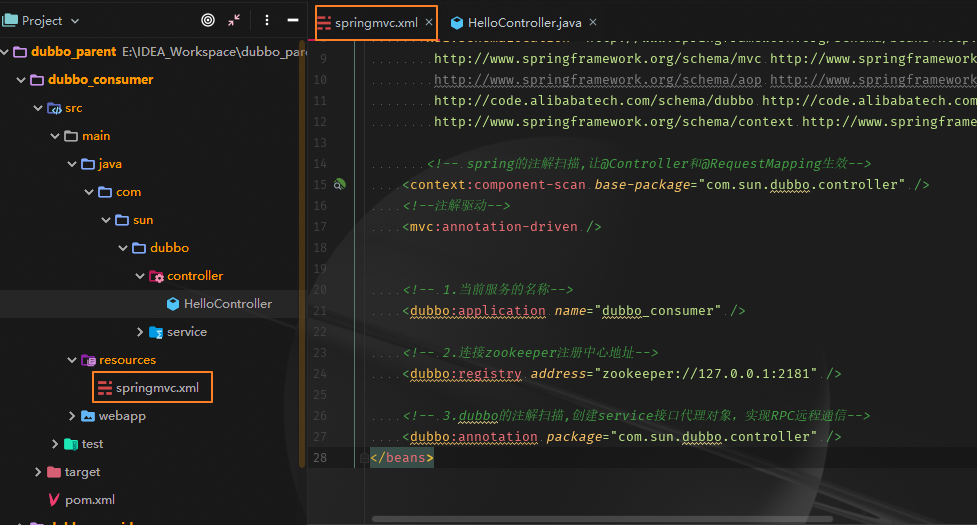 Project
dubbo_parent E:\IDEA_Workspace\dubbo_par
dubbo_consumer
src
main
java
com
sun
dubbo
controller
HelloController
service
resources
springmvc.xml
webapp
test
target
pom.xml
springmvc.xml
HelloController.java
9 http://www.springframework.org/schema/mvc http://www.springframework
10 http://www.springframework.org/schema/aop http://www.springframework
11 http://code.alibabatech.com/schema/dubbo http://code.alibabatech.com
12 http://www.springframework.org/schema/context http://www.springframe
13
14 <!-- spring的注解扫描,让@Controller和@RequestMapping生效-->
15 <context:component-scan base-package="com.sun.dubbo.controller" />
16 <!--注解驱动-->
17 <mvc:annotation-driven />
18
19
20 <!-- 1.当前服务的名称-->
21 <dubbo:application name="dubbo_consumer" />
22
23 <!-- 2.连接zookeeper注册中心地址-->
24 <dubbo:registry address="zookeeper://127.0.0.1:2181" />
25
26 <!-- 3.dubbo的注解扫描,创建service接口代理对象，实现RPC远程通信-->
27 <dubbo:annotation package="com.sun.dubbo.controller" />
28 </beans>